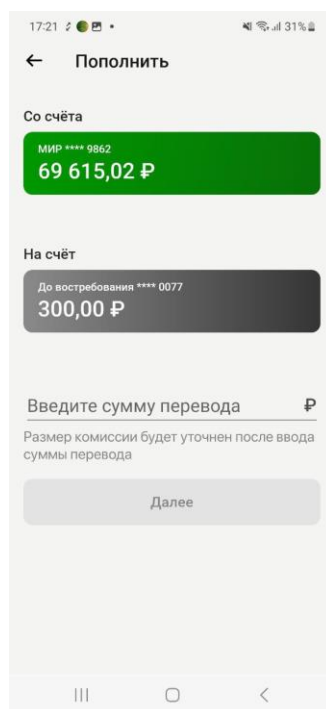 17:21
31%
Пополнить
Со счёта
МИР **** 9862
69 615,02 ₽
На счёт
До востребования **** 0077
300,00 ₽
Введите сумму перевода ₽
Размер комиссии будет уточнен после ввода
суммы перевода
Далее